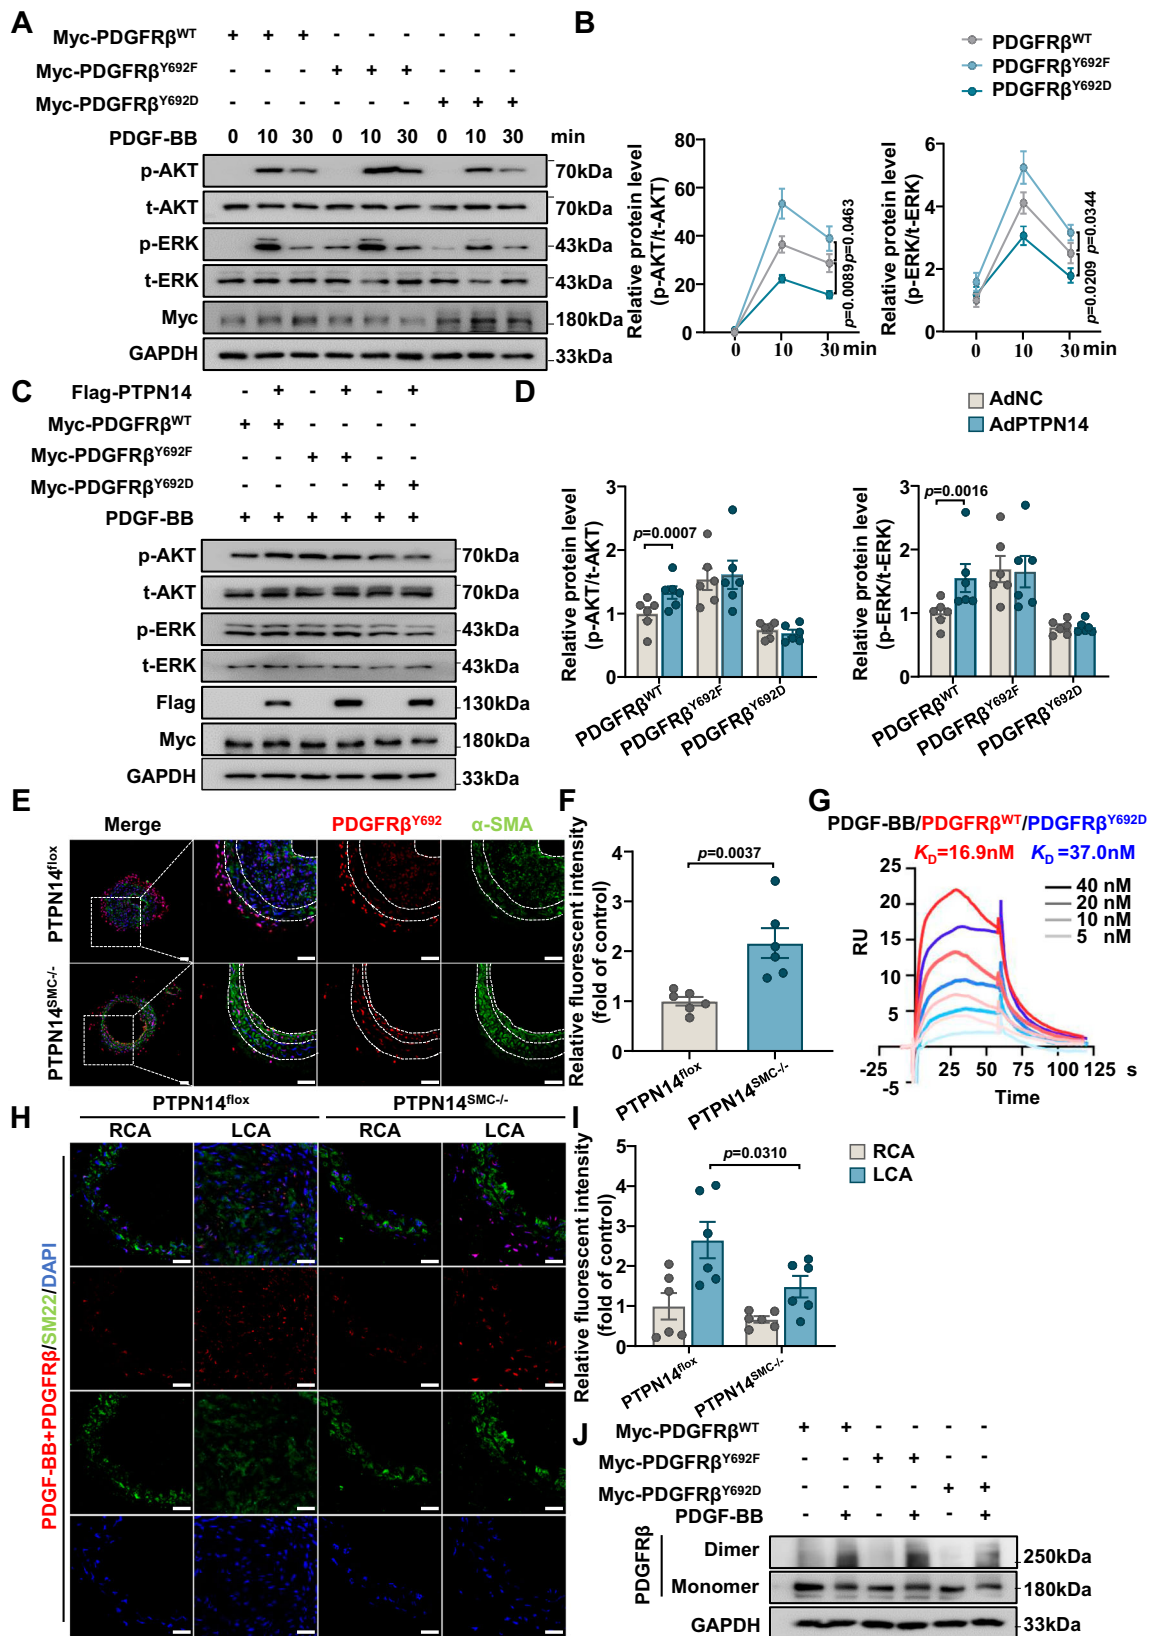 A
Myc-PDGFRβWT + + + - - - - - -
Myc-PDGFRβY692F - - - + + + - - -
Myc-PDGFRβY692D - - - - - - + + +
PDGF-BB 0 10 30 0 10 30 0 10 30 min
p-AKT 70kDa
t-AKT 70kDa
p-ERK 43kDa
t-ERK 43kDa
Myc 180kDa
GAPDH 33kDa
B
PDGFRβWT
PDGFRβY692F
PDGFRβY692D
Relative protein level
(p-AKT/t-AKT)
80
60
40
20
0
0 10 30 min
p=0.0463
p=0.0089
Relative protein level
(p-ERK/t-ERK)
6
4
2
0
0 10 30 min
p=0.0344
p=0.0209
C
Flag-PTPN14 - + - + - +
Myc-PDGFRβWT + + - - - -
Myc-PDGFRβY692F - - + + - -
Myc-PDGFRβY692D - - - - + +
PDGF-BB + + + + + +
p-AKT 70kDa
t-AKT 70kDa
p-ERK 43kDa
t-ERK 43kDa
Flag 130kDa
Myc 180kDa
GAPDH 33kDa
D
AdNC
AdPTPN14
Relative protein level
(p-AKT/t-AKT)
3
2
1
0
p=0.0007
PDGFRβWT
PDGFRβY692F
PDGFRβY692D
Relative protein level
(p-ERK/t-ERK)
3
2
1
0
p=0.0016
PDGFRβWT
PDGFRβY692F
PDGFRβY692D
E
Merge PDGFRβY692 α-SMA
PTPN14flox
PTPN14SMC-/-
F
Relative fluorescent intensity
(fold of control)
4
3
2
1
0
p=0.0037
PTPN14flox
PTPN14SMC-/-
G
PDGF-BB/PDGFRβWT/PDGFRβY692D
KD=16.9nM KD =37.0nM
40 nM
20 nM
10 nM
5 nM
RU
25
20
15
10
5
-5
-25 25 50 75 100 125 s
Time
H
PTPN14flox PTPN14SMC-/-
RCA LCA RCA LCA
PDGF-BB+PDGFRβ/SM22/DAPI
I
Relative fluorescent intensity
(fold of control)
5
4
3
2
1
0
p=0.0310
RCA
LCA
PTPN14flox
PTPN14SMC-/-
J
Myc-PDGFRβWT + + - - - -
Myc-PDGFRβY692F - - + + - -
Myc-PDGFRβY692D - - - - + +
PDGF-BB - + - + - +
PDGFRβ
Dimer 250kDa
Monomer 180kDa
GAPDH 33kDa